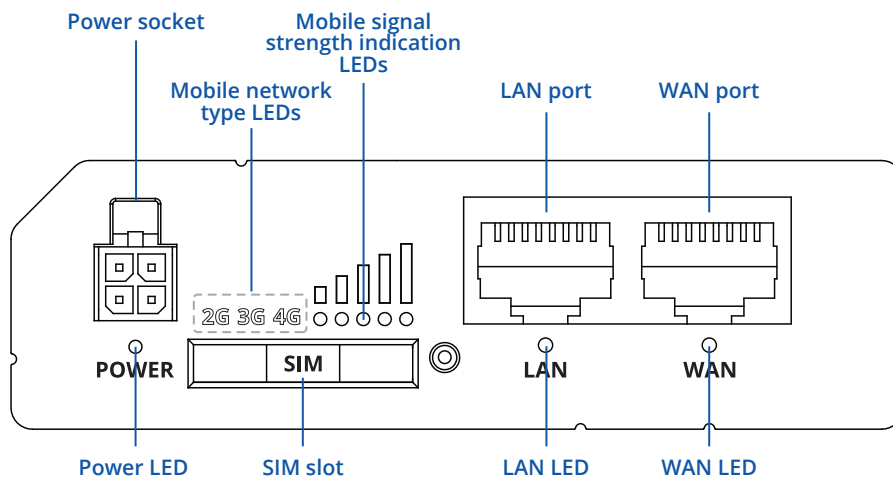 Power socket
Mobile signal
strength indication
LEDs
Mobile network
type LEDs
LAN port
WAN port
2G 3G 4G
POWER
SIM
LAN
WAN
Power LED
SIM slot
LAN LED
WAN LED